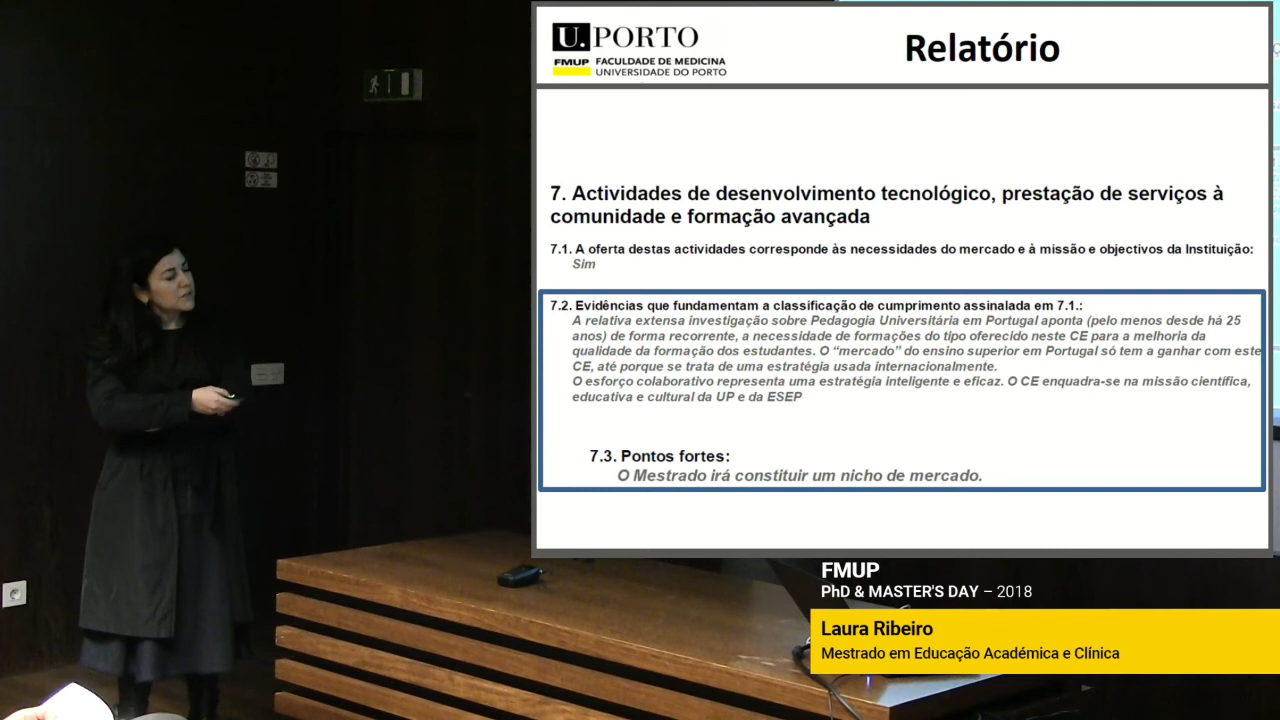 U. PORTO
FMUP FACULDADE DE MEDICINA
UNIVERSIDADE DO PORTO
Relatório
7. Actividades de desenvolvimento tecnológico, prestação de serviços à
comunidade e formação avançada
7.1. A oferta destas actividades corresponde às necessidades do mercado e à missão e objectivos da Instituição:
Sim
7.2. Evidências que fundamentam a classificação de cumprimento assinalada em 7.1.:
A relativa extensa investigação sobre Pedagogia Universitária em Portugal aponta (pelo menos desde há 25
anos) de forma recorrente, a necessidade de formações do tipo oferecido neste CE para a melhoria da
qualidade da formação dos estudantes. O “mercado” do ensino superior em Portugal só tem a ganhar com este
CE, até porque se trata de uma estratégia usada internacionalmente.
O esforço colaborativo representa uma estratégia inteligente e eficaz. O CE enquadra-se na missão científica,
educativa e cultural da UP e da ESEP
7.3. Pontos fortes:
O Mestrado irá constituir um nicho de mercado.
FMUP
PhD & MASTER'S DAY – 2018
Laura Ribeiro
Mestrado em Educação Académica e Clínica